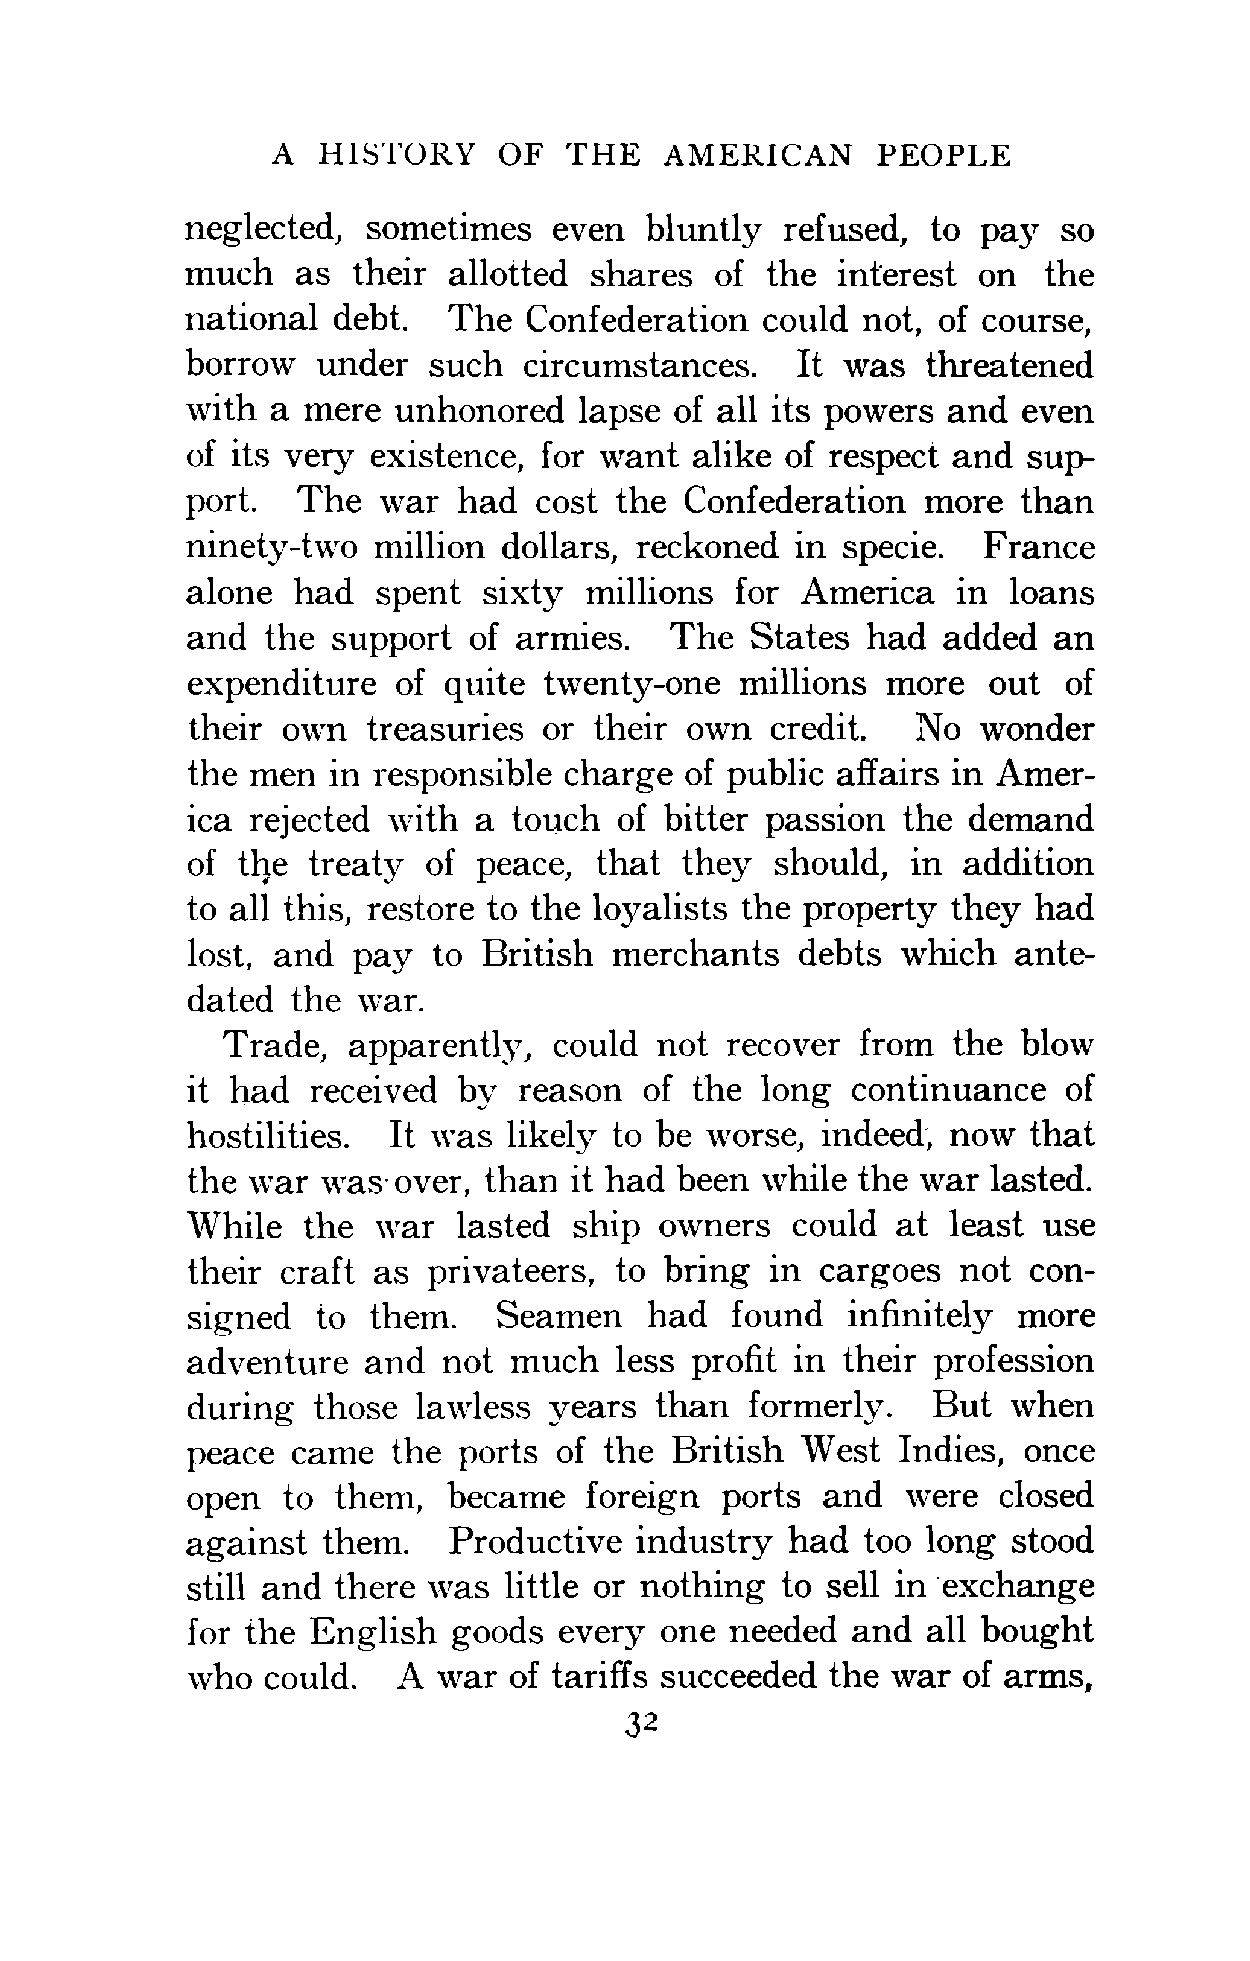 A HISTORY OF THE AMERICAN PEOPLE
neglected, sometimes even bluntly refused, to pay so
much as their allotted shares of the interest on the
national debt. The Confederation could not, of course,
borrow under such circumstances. It was threatened
with a mere unhonored lapse of all its powers and even
of its very existence, for want alike of respect and sup-
port. The war had cost the Confederation more than
ninety-two million dollars, reckoned in specie. France
alone had spent sixty millions for America in loans
and the support of armies. The States had added an
expenditure of quite twenty-one millions more out of
their own treasuries or their own credit. No wonder
the men in responsible charge of public affairs in Amer-
ica rejected with a touch of bitter passion the demand
of the treaty of peace, that they should, in addition
to all this, restore to the loyalists the property they had
lost, and pay to British merchants debts which ante-
dated the war.
Trade, apparently, could not recover from the blow
it had received by reason of the long continuance of
hostilities. It was likely to be worse, indeed, now that
the war was over, than it had been while the war lasted.
While the war lasted ship owners could at least use
their craft as privateers, to bring in cargoes not con-
signed to them. Seamen had found infinitely more
adventure and not much less profit in their profession
during those lawless years than formerly. But when
peace came the ports of the British West Indies, once
open to them, became foreign ports and were closed
against them. Productive industry had too long stood
still and there was little or nothing to sell in exchange
for the English goods every one needed and all bought
who could. A war of tariffs succeeded the war of arms,
32